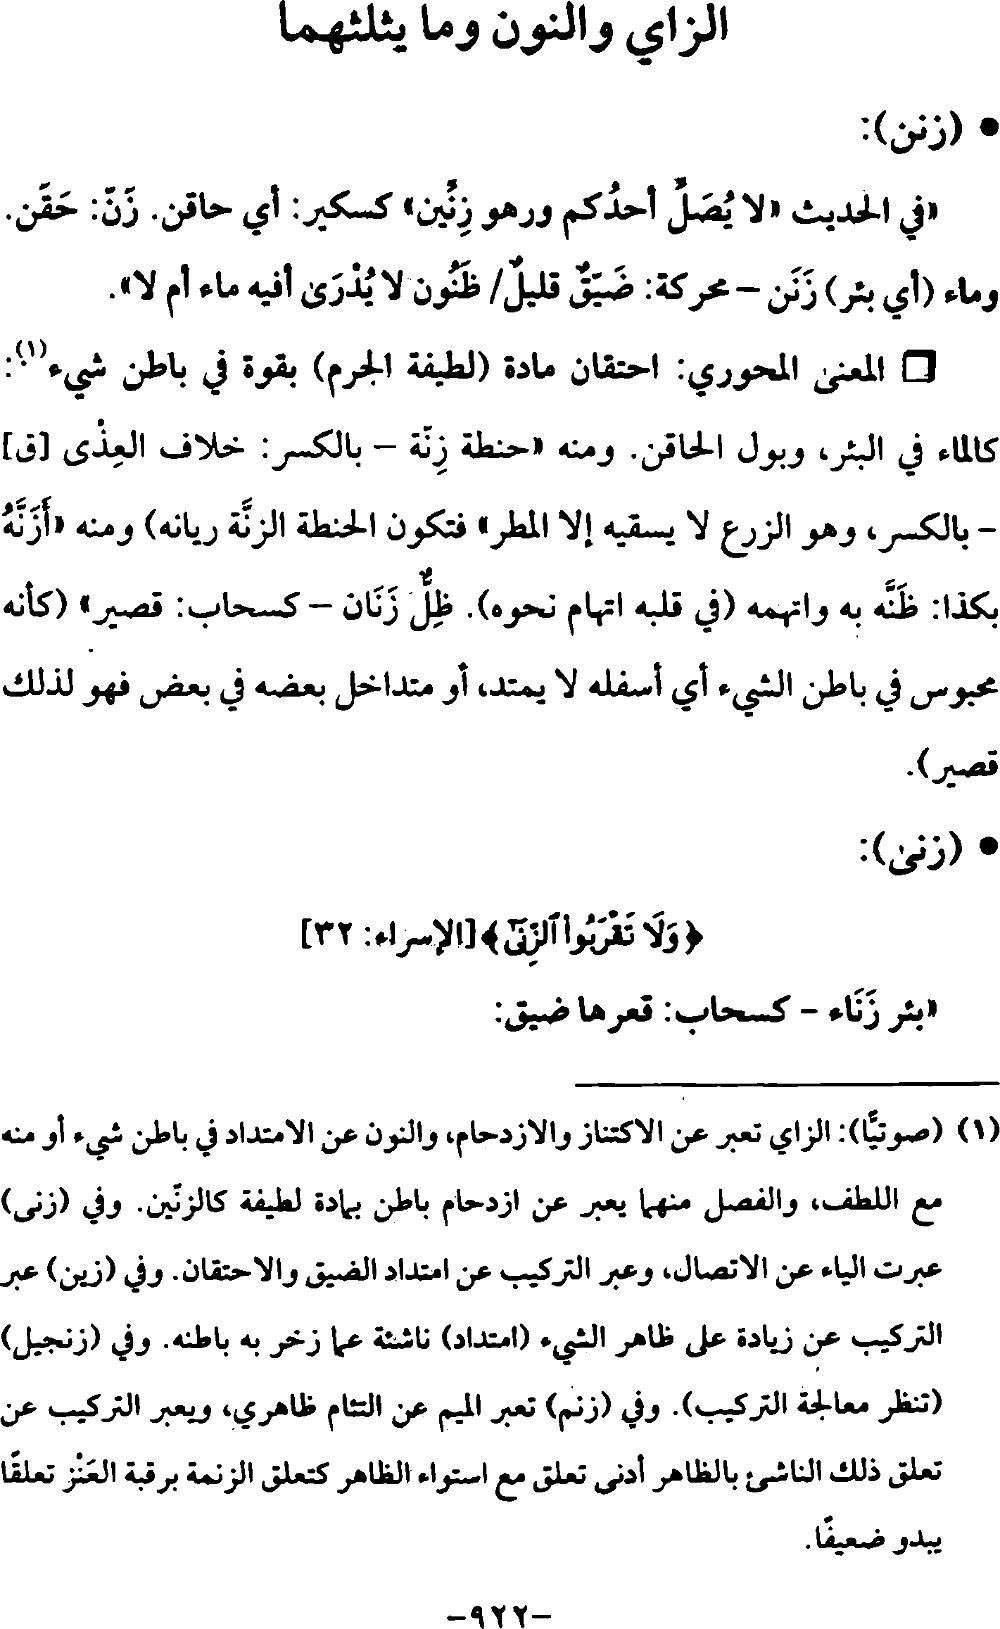 الزاي والنون وما يثلثهما
• (زنن):
«في الحديث «لا يُصَلِّ أحدُكم ورهو زِنِّين» كسكير: أي حاقن. زَنّ: حَقَن.
وماء (أي بئر) زَنَن – محركة: ضَيّقٌ قليلٌ/ ظَنُون لا يُدْرَى أفيه ماء أم لا».
□ المعنى المحوري: احتقان مادة (لطيفة الجرم) بقوة في باطن شيء(١):
كالماء في البئر، وبول الحاقن. ومنه «حنطة زِنّة – بالكسر: خلاف العِذْى [ق]
– بالكسر، وهو الزرع لا يسقيه إلا المطر» فتكون الحنطة الزنَّة ريانه) ومنه «أَزَنَّهُ
بكذا: ظَنَّه به واتهمه (في قلبه اتهام نحوه). ظِلٌّ زَنَان – كسحاب: قصير» (كأنه
محبوس في باطن الشيء أي أسفله لا يمتد، أو متداخل بعضه في بعض فهو لذلك
قصير).
• (زنى):
﴿وَلَا تَقْرَبُوا۟ ٱلزِّنَىٰٓ﴾ [الإسراء: ٣٢]
«بئر زَنَاء – كسحاب: قعرها ضيق:
(١) (صوتيًّا): الزاي تعبر عن الاكتناز والازدحام، والنون عن الامتداد في باطن شيء أو منه
مع اللطف، والفصل منهما يعبر عن ازدحام باطن بمادة لطيفة كالزنّين. وفي (زنى)
عبرت الياء عن الاتصال، وعبر التركيب عن امتداد الضيق والاحتقان. وفي (زين) عبر
التركيب عن زيادة على ظاهر الشيء (امتداد) ناشئة عما زخر به باطنه. وفي (زنجيل)
(تنظر معالجة التركيب). وفي (زنم) تعبر الميم عن التئام ظاهري، ويعبر التركيب عن
تعلق ذلك الناشئ بالظاهر أدنى تعلق مع استواء الظاهر كتعلق الزنمة برقبة العَنْز تعلقًا
يبدو ضعيفًا.
–٩٢٢–